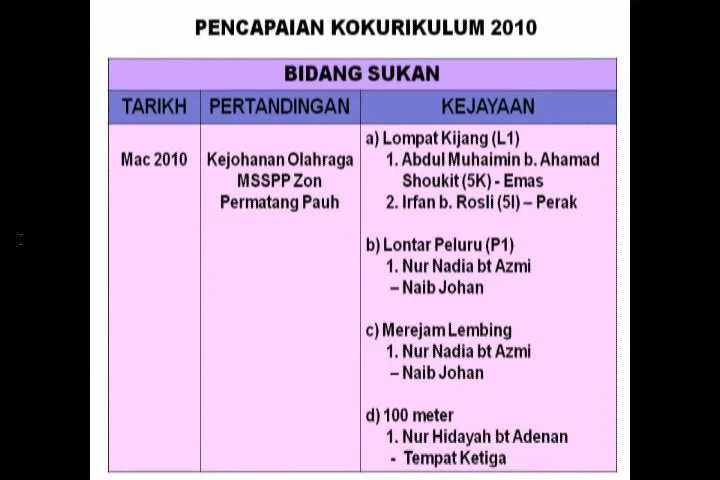 PENCAPAIAN KOKURIKULUM 2010
BIDANG SUKAN
TARIKH PERTANDINGAN KEJAYAAN
Mac 2010
Kejohanan Olahraga
MSSPP Zon
Permatang Pauh
a) Lompat Kijang (L1)
1. Abdul Muhaimin b. Ahamad
Shoukit (5K) - Emas
2. Irfan b. Rosli (5I) – Perak
b) Lontar Peluru (P1)
1. Nur Nadia bt Azmi
– Naib Johan
c) Merejam Lembing
1. Nur Nadia bt Azmi
– Naib Johan
d) 100 meter
1. Nur Hidayah bt Adenan
- Tempat Ketiga